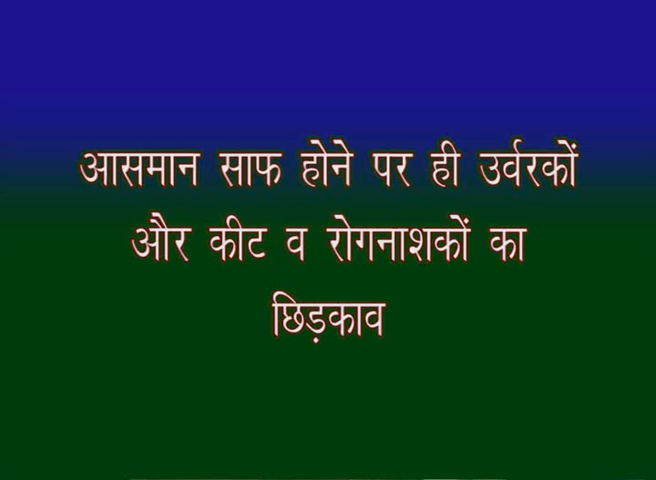 आसमान साफ होने पर ही उर्वरकों
और कीट व रोगनाशकों का
छिड़काव